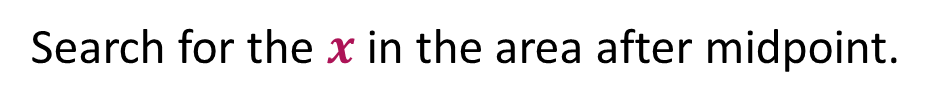 Search for the x in the area after midpoint.